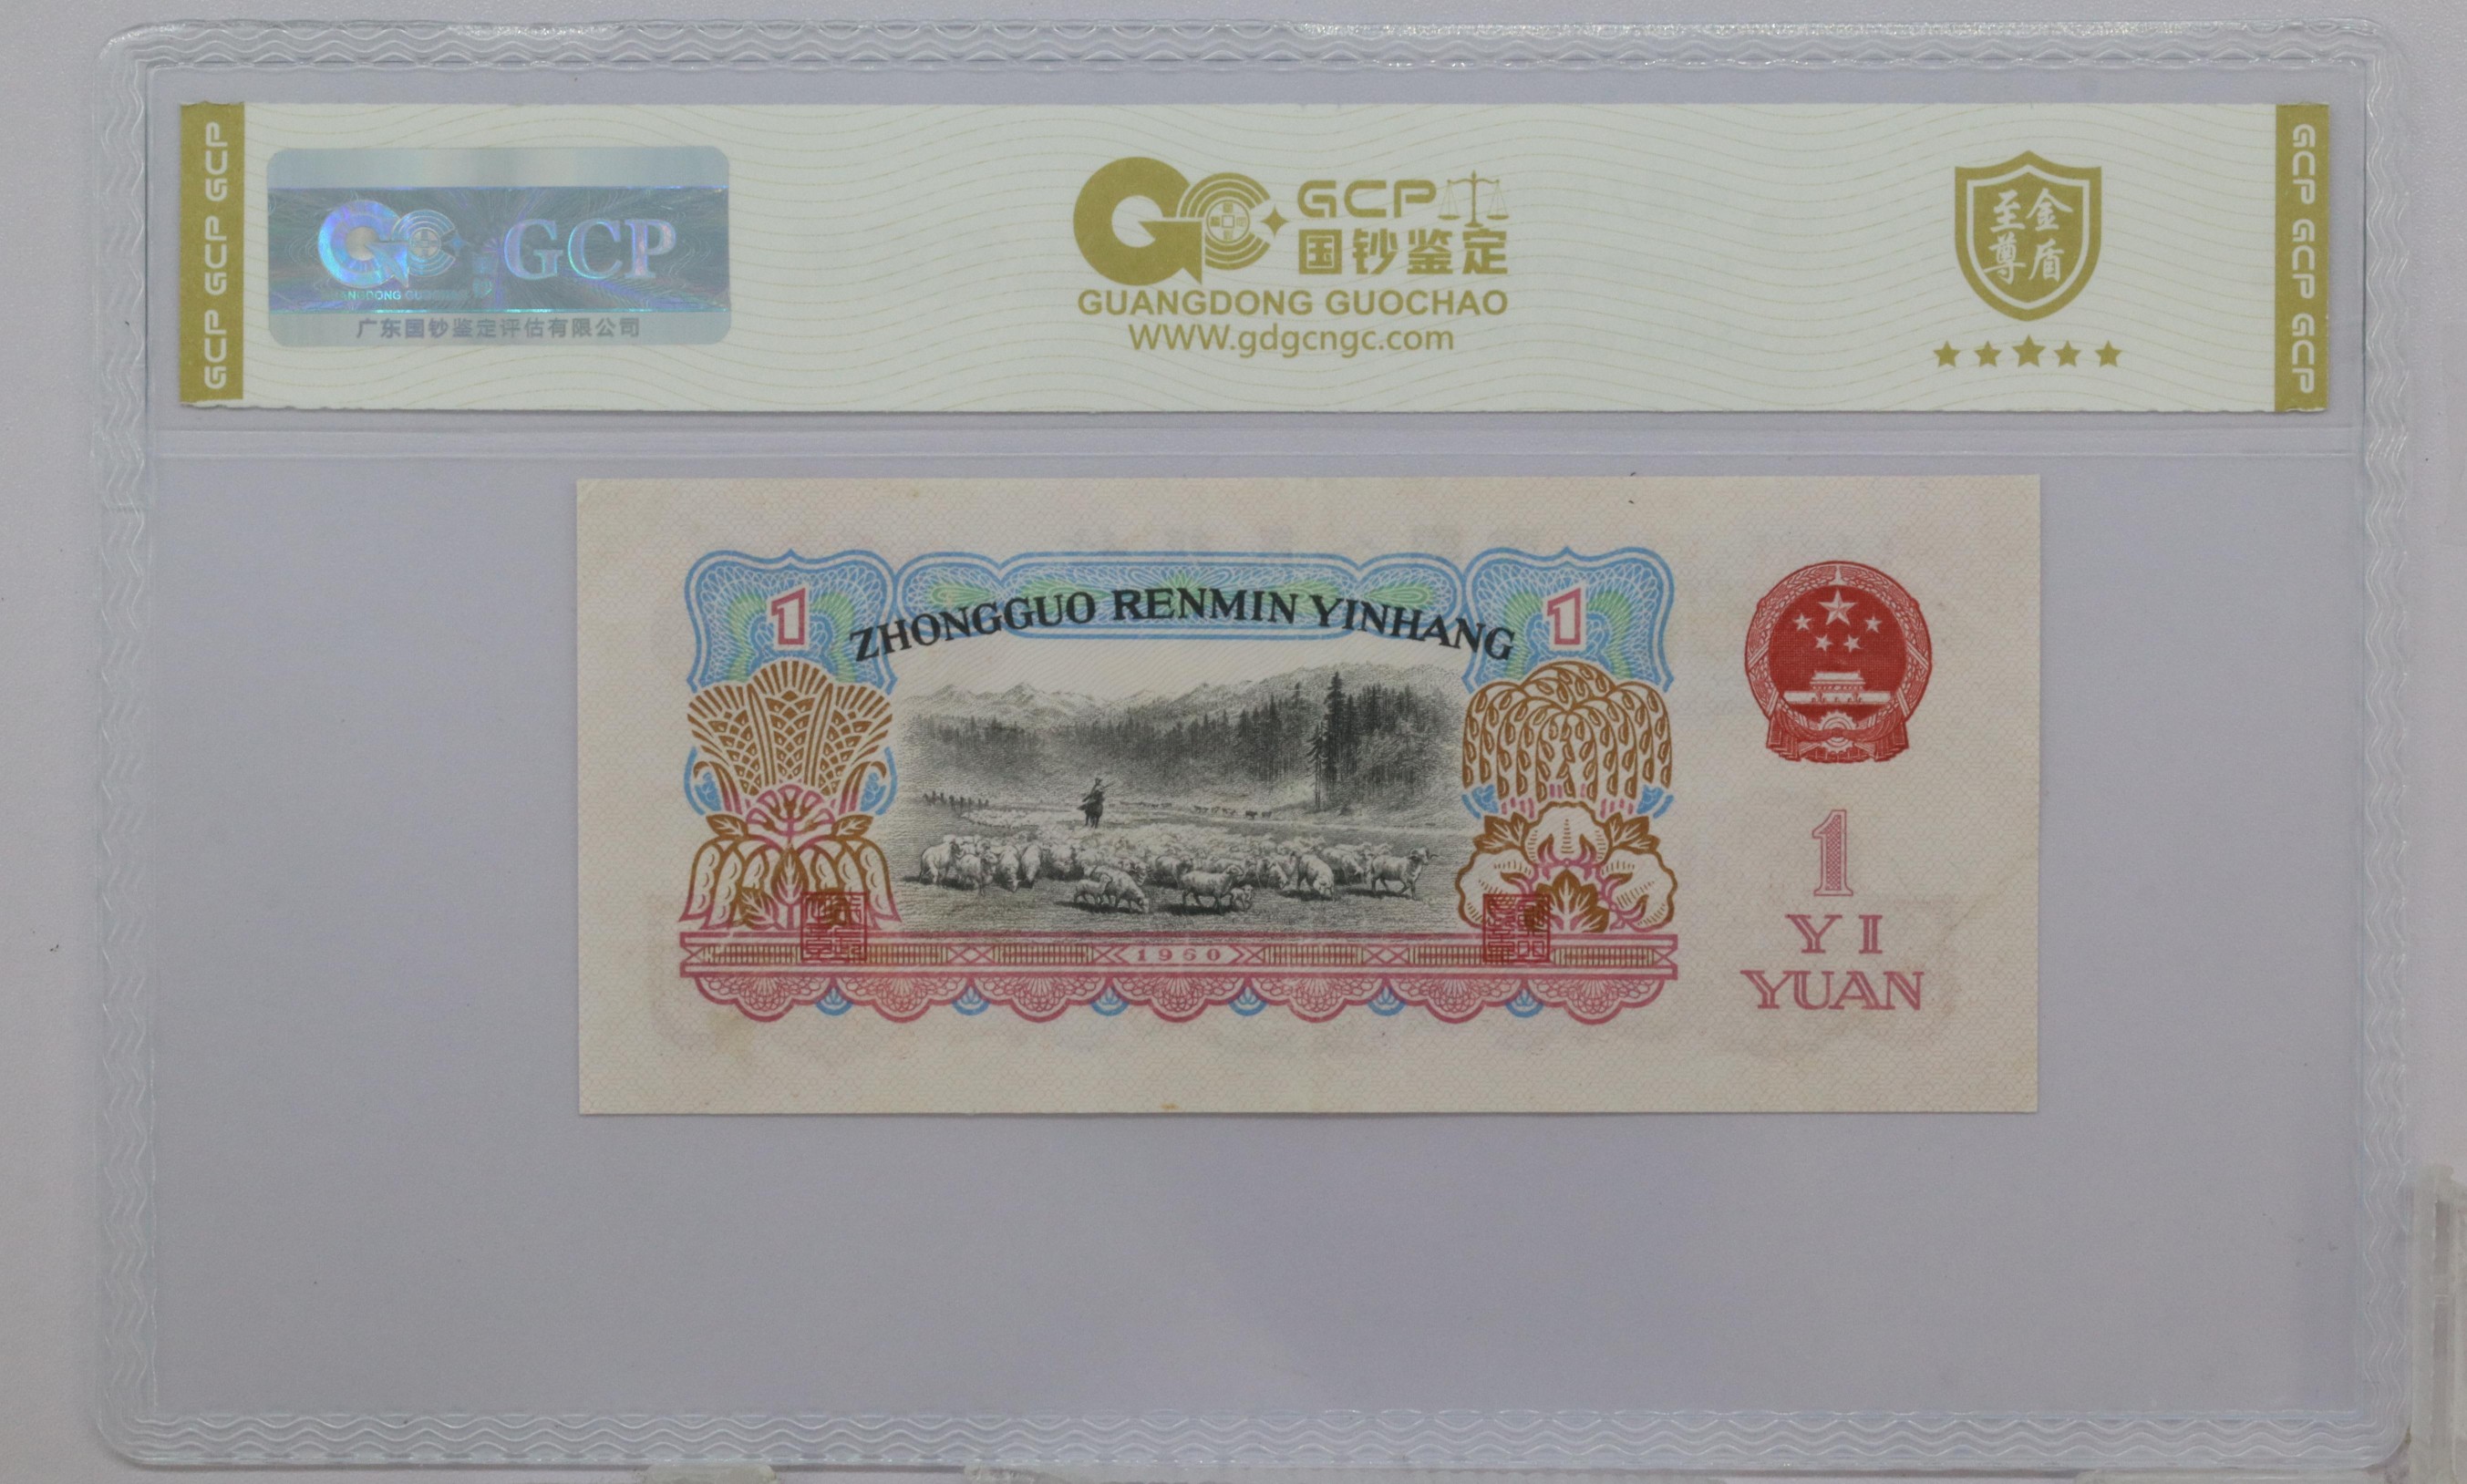 GCP GCP GCP
GCP
GUANGDONG GUOCHAO
广东国钞鉴定评估有限公司
GCP
国钞鉴定
GUANGDONG GUOCHAO
WWW.gdgcngc.com
至金
尊盾
GCP GCP GCP
1
1
ZHONGGUO RENMIN YINHANG
1960
1
YI
YUAN